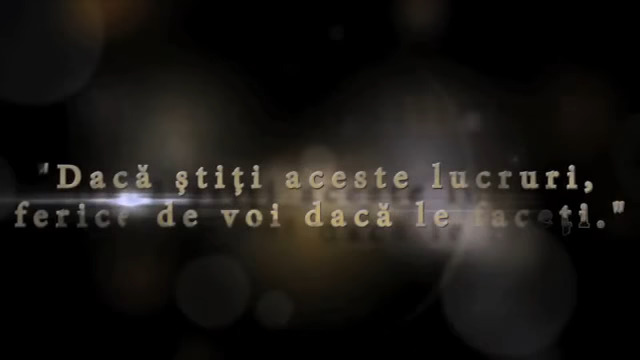 "Dacă ştiţi aceste lucruri,
ferice de voi dacă le faceţi."